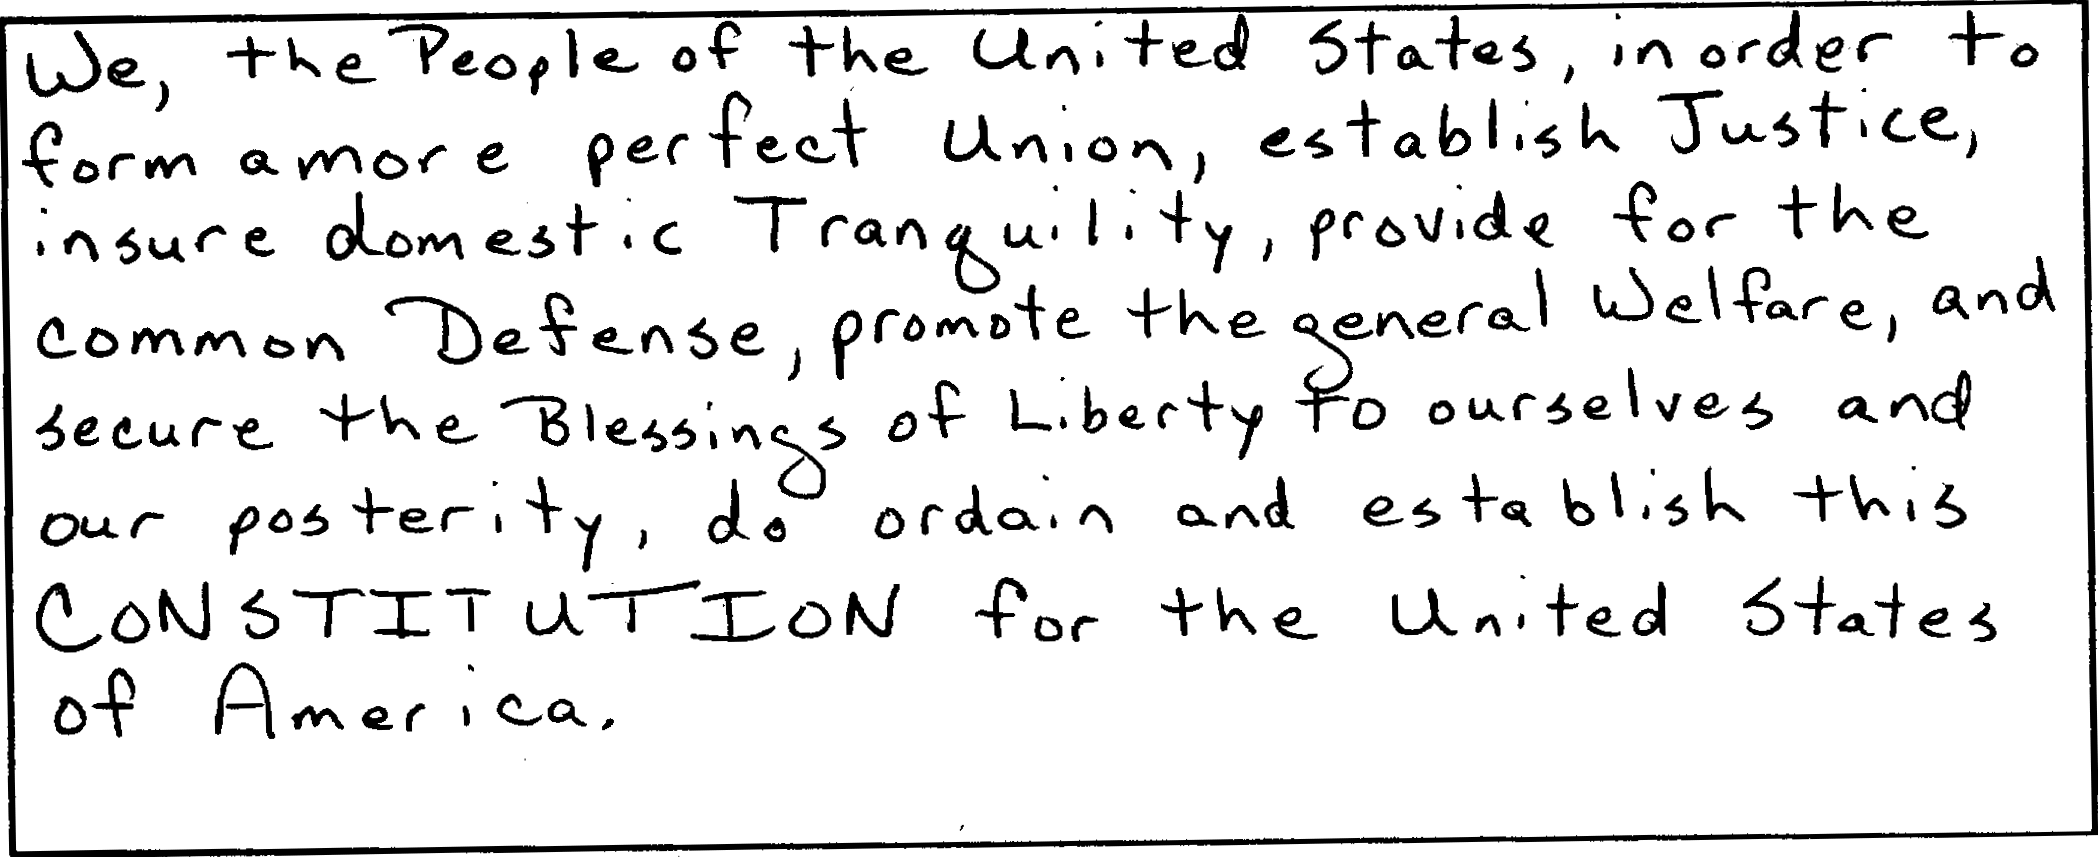 We, the People of the United States, in order to
form a more perfect Union, establish Justice,
insure domestic Tranquility, provide for the
common Defense, promote the general Welfare, and
secure the Blessings of Liberty to ourselves and
our posterity, do ordain and establish this
CONSTITUTION for the United States
of America.